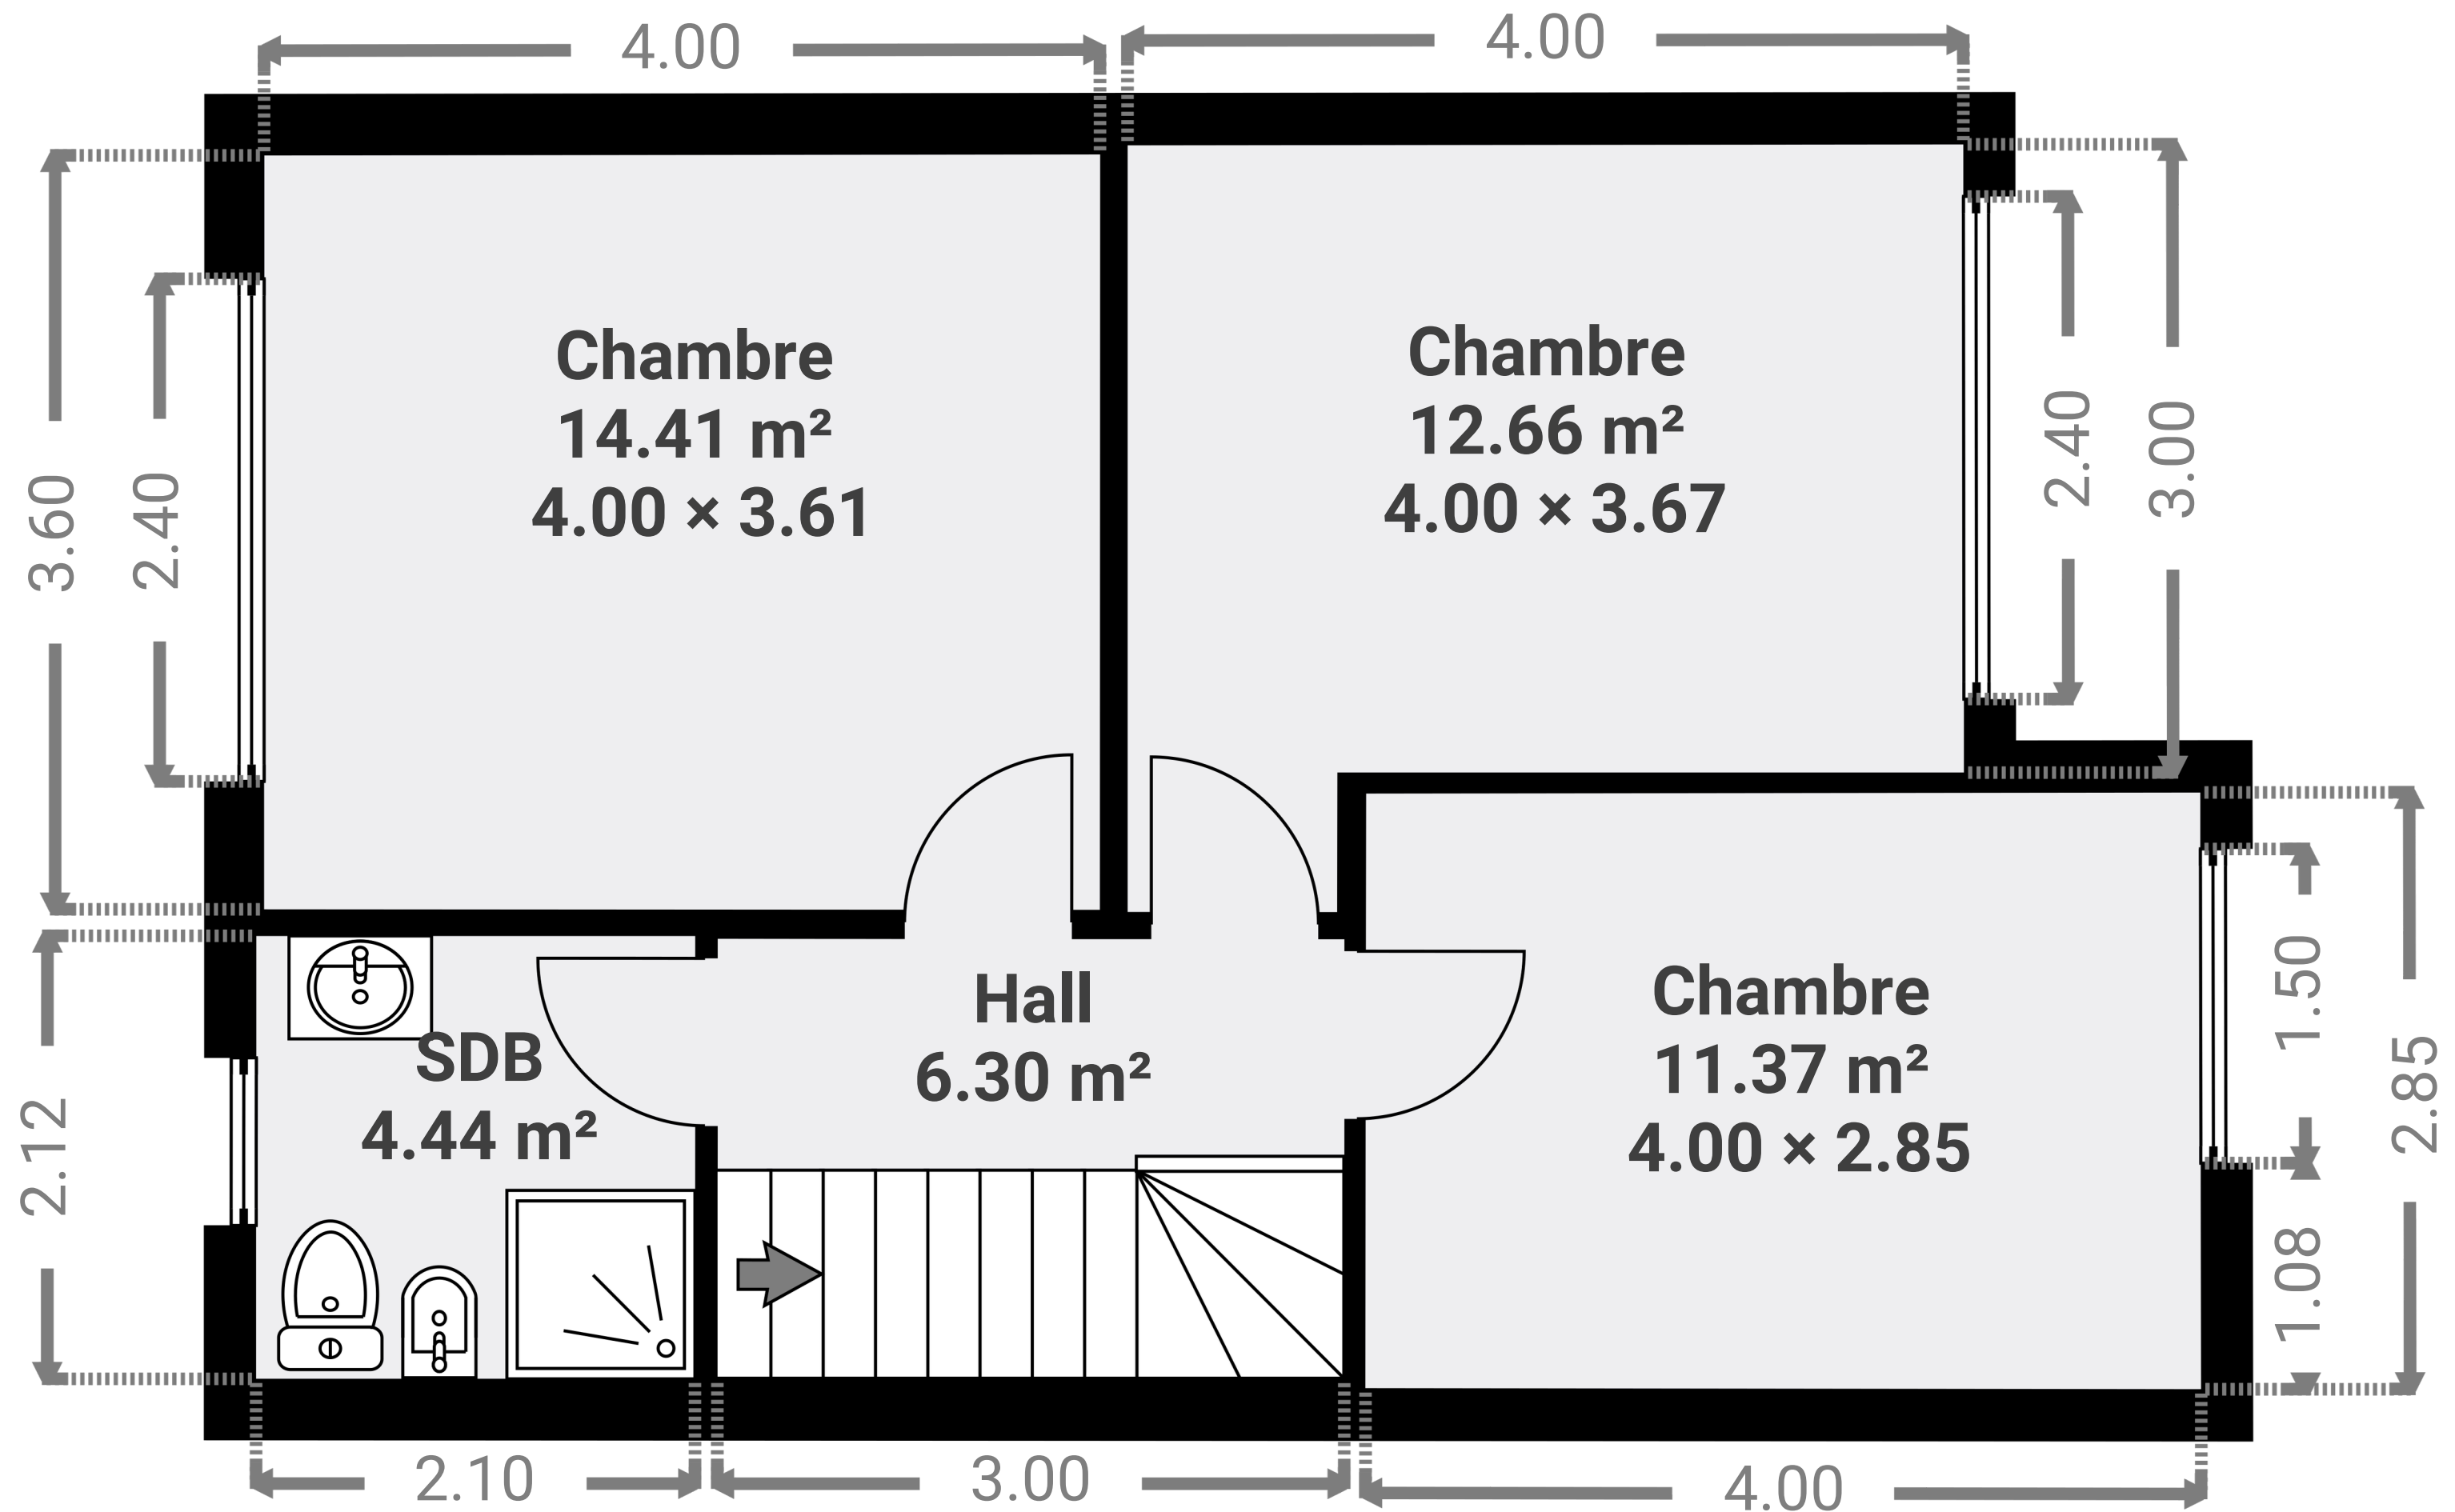 4.00
4.00
3.60
2.40
Chambre
14.41 m²
4.00 × 3.61
Chambre
12.66 m²
4.00 × 3.67
2.40
3.00
2.12
SDB
4.44 m²
Hall
6.30 m²
Chambre
11.37 m²
4.00 × 2.85
1.50
2.85
1.08
2.10
3.00
4.00